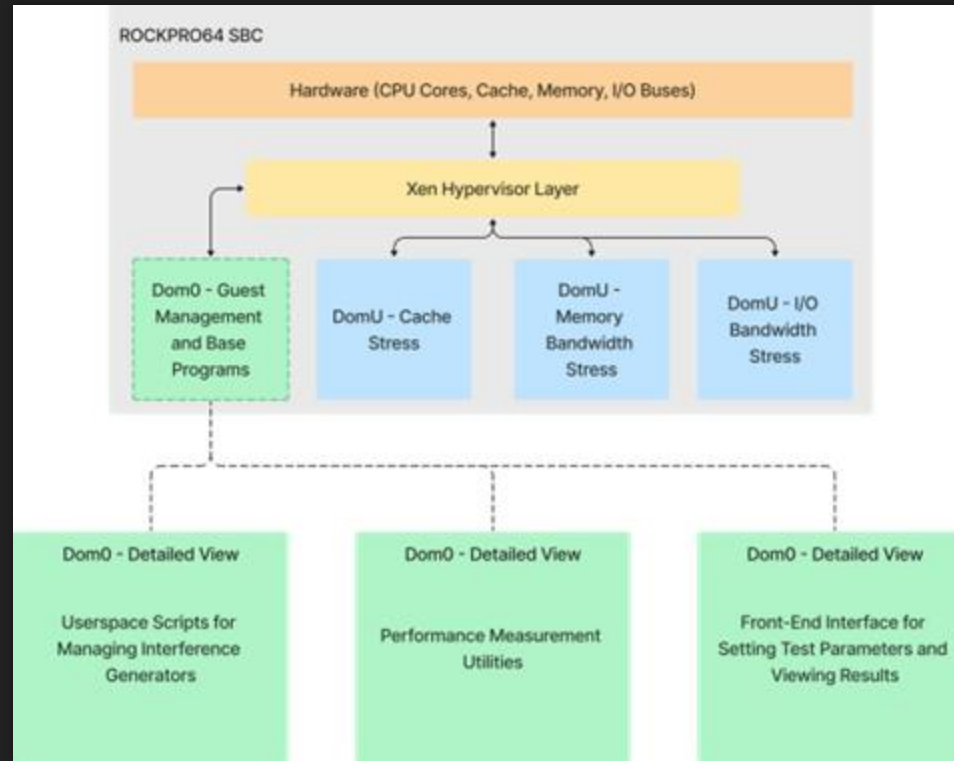 ROCKPRO64 SBC
Hardware (CPU Cores, Cache, Memory, I/O Buses)
Xen Hypervisor Layer
Dom0 - Guest
Management
and Base
Programs
DomU - Cache
Stress
DomU -
Memory
Bandwidth
Stress
DomU - I/O
Bandwidth
Stress
Dom0 - Detailed View
Userspace Scripts for
Managing Interference
Generators
Dom0 - Detailed View
Performance Measurement
Utilities
Dom0 - Detailed View
Front-End Interface for
Setting Test Parameters and
Viewing Results